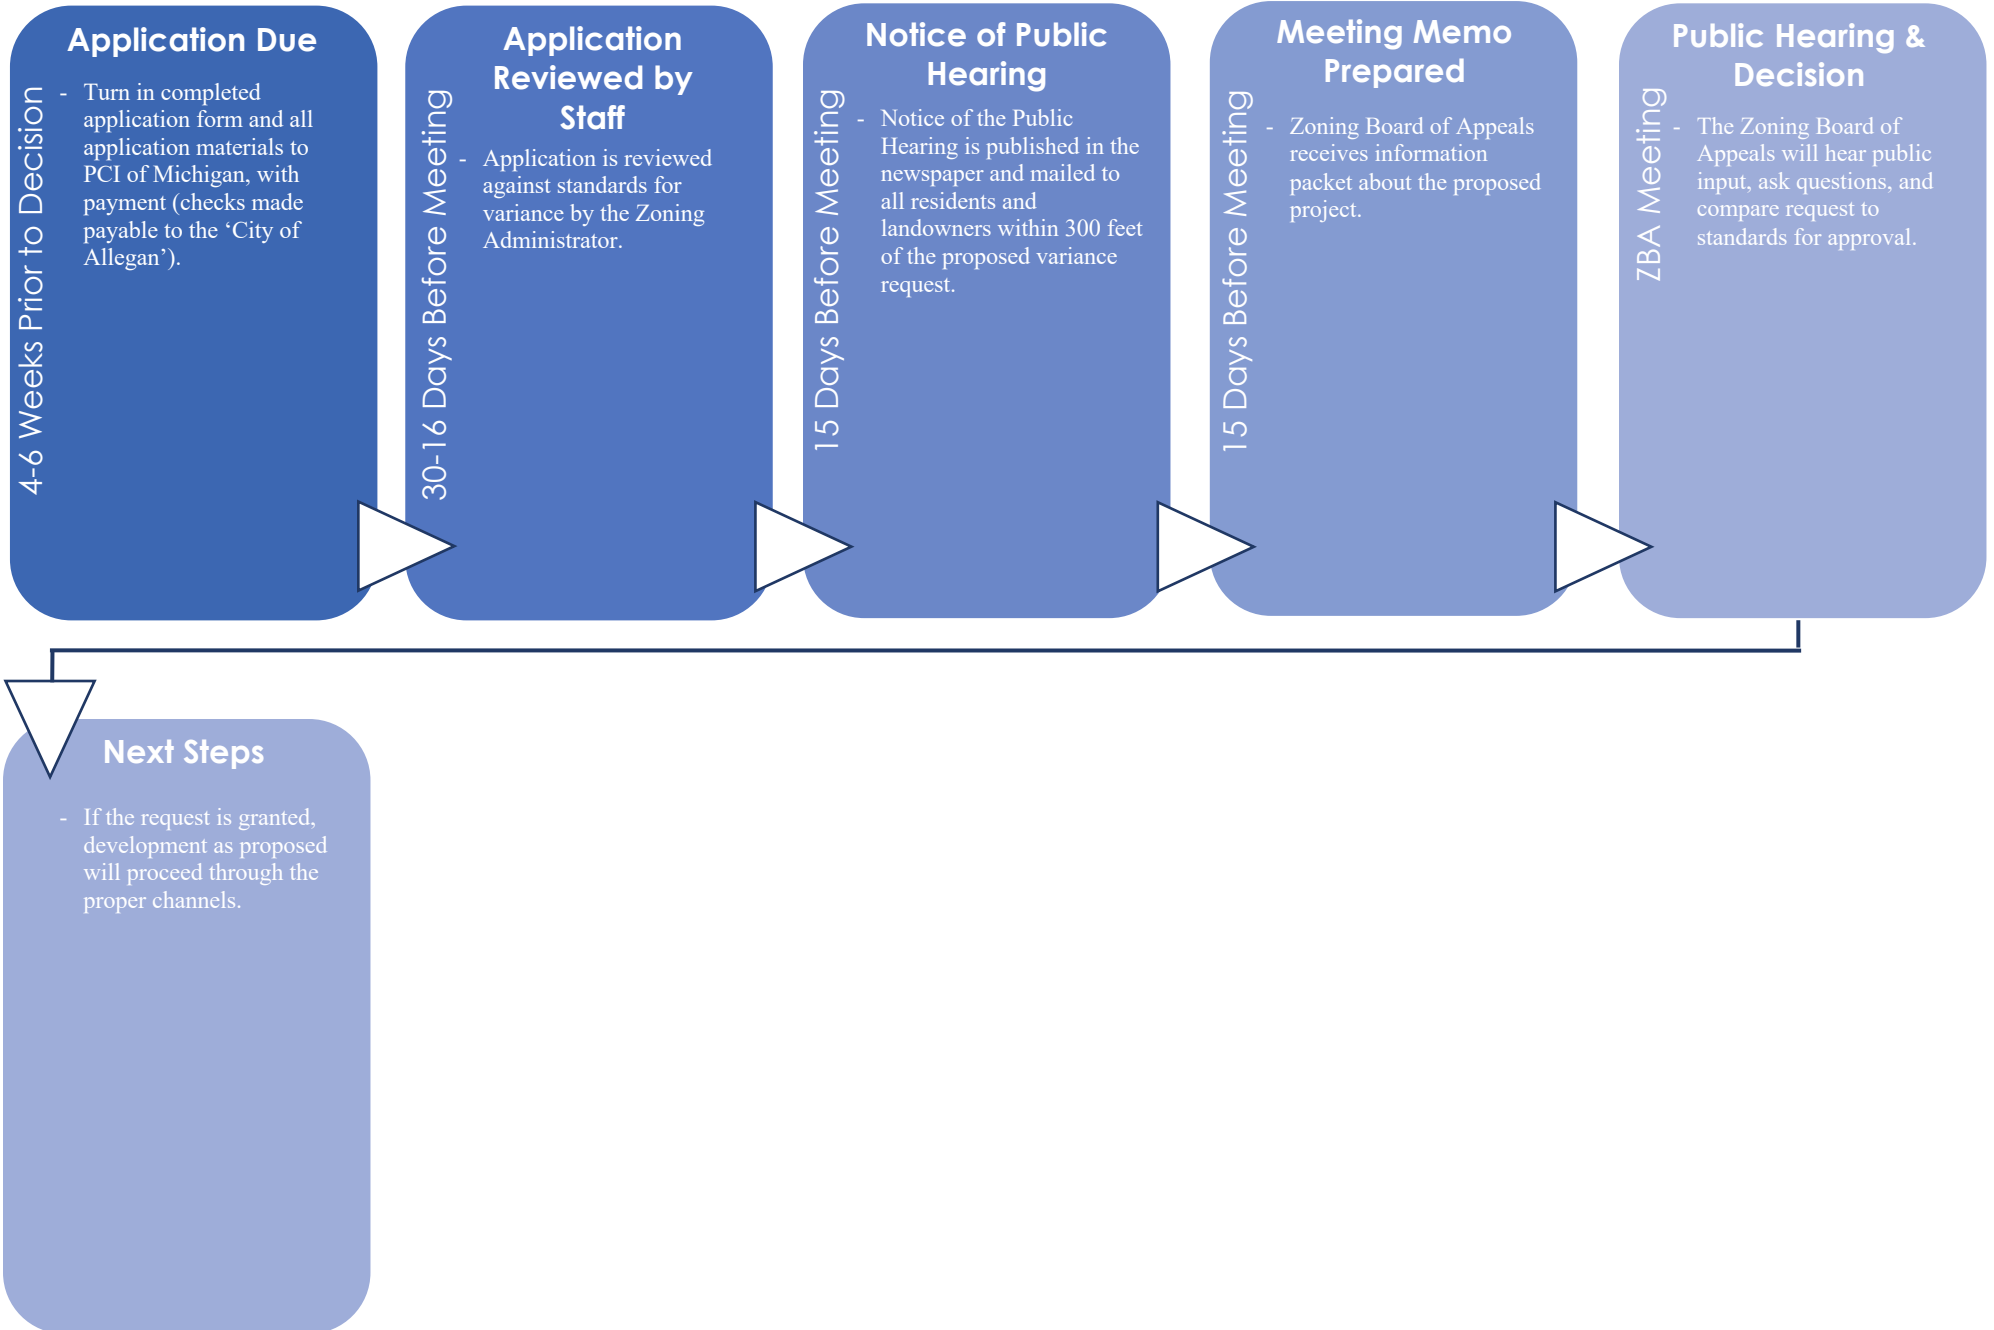 Application Due
4-6 Weeks Prior to Decision
- Turn in completed
application form and all
application materials to
PCI of Michigan, with
payment (checks made
payable to the ‘City of
Allegan’).
Application
Reviewed by
Staff
30-16 Days Before Meeting
- Application is reviewed
against standards for
variance by the Zoning
Administrator.
Notice of Public
Hearing
15 Days Before Meeting
- Notice of the Public
Hearing is published in the
newspaper and mailed to
all residents and
landowners within 300 feet
of the proposed variance
request.
Meeting Memo
Prepared
15 Days Before Meeting
- Zoning Board of Appeals
receives information
packet about the proposed
project.
Public Hearing &
Decision
ZBA Meeting
- The Zoning Board of
Appeals will hear public
input, ask questions, and
compare request to
standards for approval.
Next Steps
- If the request is granted,
development as proposed
will proceed through the
proper channels.